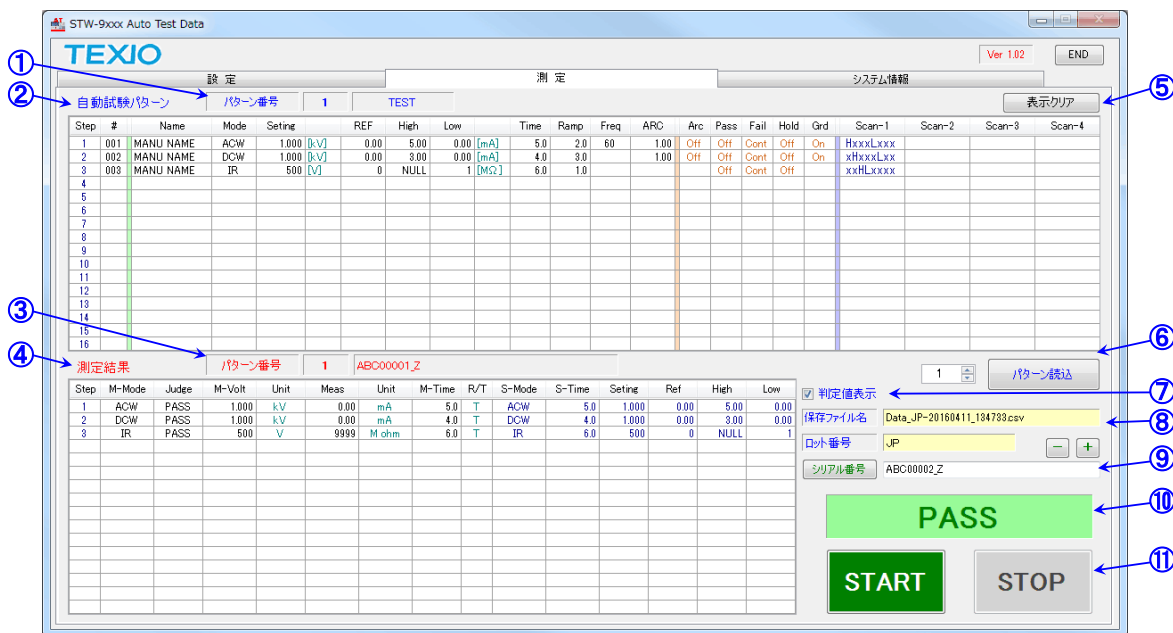 STW-9xxx Auto Test Data
TEXIO
Ver 1.02 END
設 定 測 定 システム情報
①
② 自動試験パターン パターン番号 1 TEST 表示クリア ⑤
Step # Name Mode Seting REF High Low Time Ramp Freq ARC Arc Pass Fail Hold Grd Scan-1 Scan-2 Scan-3 Scan-4
1 001 MANU NAME ACW 1.000 [kV] 0.00 5.00 0.00 [mA] 5.0 2.0 60 1.00 Off Off Cont Off On HxxxLxxx
2 002 MANU NAME DCW 1.000 [kV] 0.00 3.00 0.00 [mA] 4.0 3.0 1.00 Off Off Cont Off On xHxxxLxx
3 003 MANU NAME IR 500 [V] 0 NULL 1 [MΩ] 6.0 1.0 Off Cont Off xxHLxxxx
4
5
6
7
8
9
10
11
12
13
14
15
16
③
④ 測定結果 パターン番号 1 ABC00001_Z
⑥
1 パターン読込
Step M-Mode Judge M-Volt Unit Meas Unit M-Time R/T S-Mode S-Time Seting Ref High Low
1 ACW PASS 1.000 kV 0.00 mA 5.0 T ACW 5.0 1.000 0.00 5.00 0.00
2 DCW PASS 1.000 kV 0.00 mA 4.0 T DCW 4.0 1.000 0.00 3.00 0.00
3 IR PASS 500 V 9999 M ohm 6.0 T IR 6.0 500 0 NULL 1
判定値表示 ⑦
保存ファイル名 Data_JP-20160411_134733.csv ⑧
ロット番号 JP − +
シリアル番号 ABC00002_Z ⑨
PASS ⑩
START STOP ⑪